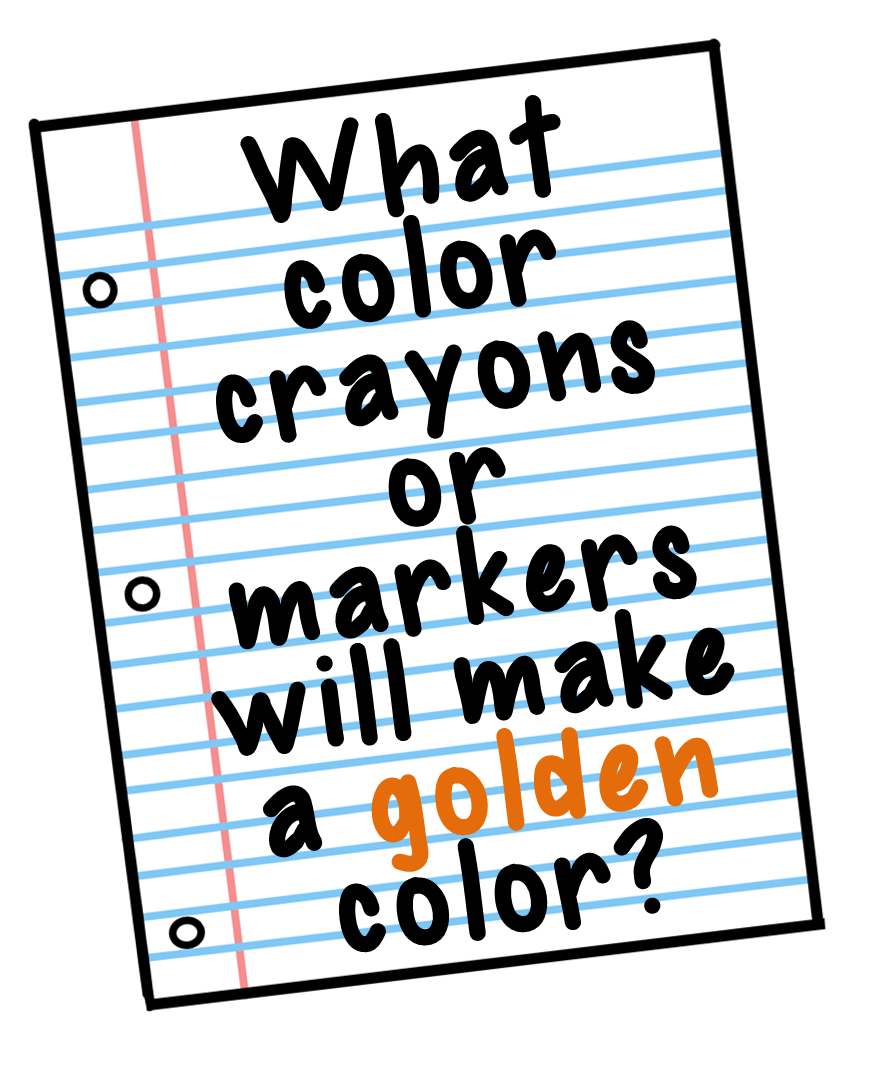 What
color
crayons
or
markers
will make
a golden
color?